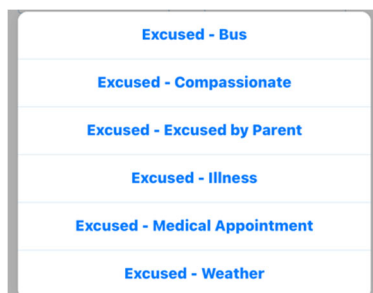 Excused - Bus
Excused - Compassionate
Excused - Excused by Parent
Excused - Illness
Excused - Medical Appointment
Excused - Weather